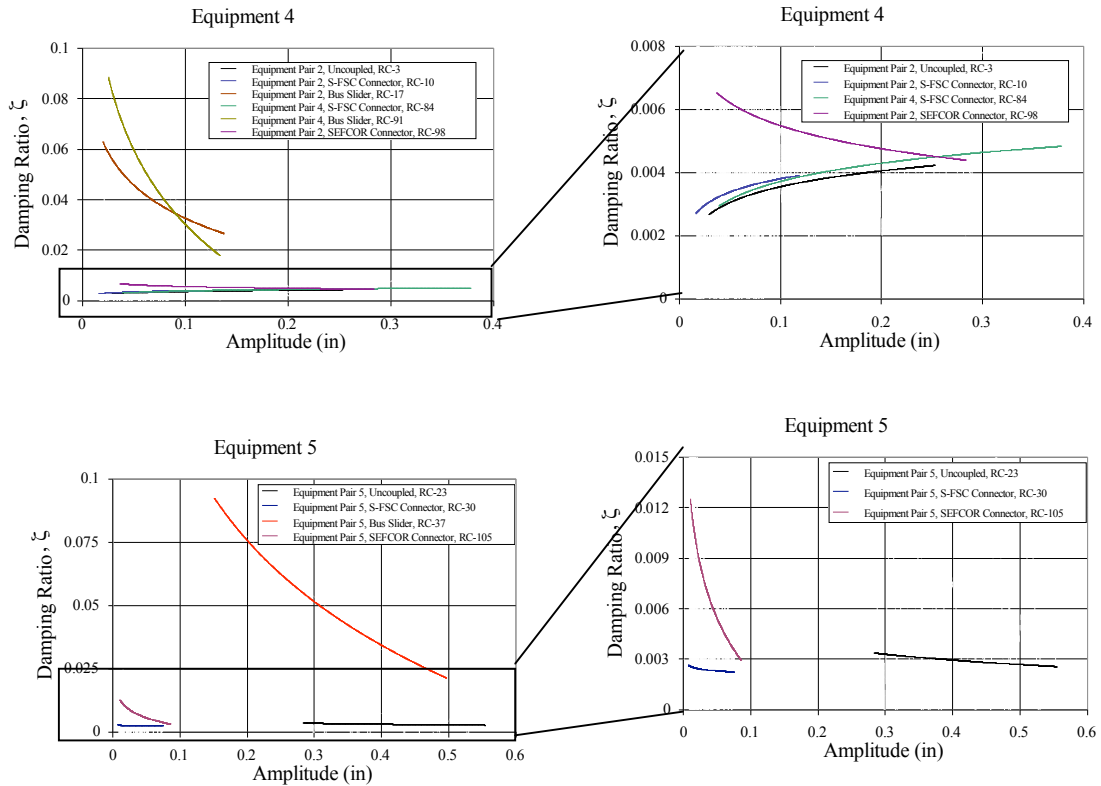 Equipment 4
Damping Ratio, ζ
0.1
0.08
0.06
0.04
0.02
0
Equipment Pair 2, Uncoupled, RC-3
Equipment Pair 2, S-FSC Connector, RC-10
Equipment Pair 2, Bus Slider, RC-17
Equipment Pair 4, S-FSC Connector, RC-84
Equipment Pair 4, Bus Slider, RC-91
Equipment Pair 2, SEFCOR Connector, RC-98
0 0.1 0.2 0.3 0.4
Amplitude (in)
Equipment 4
Damping Ratio, ζ
0.008
0.006
0.004
0.002
0
Equipment Pair 2, Uncoupled, RC-3
Equipment Pair 2, S-FSC Connector, RC-10
Equipment Pair 4, S-FSC Connector, RC-84
Equipment Pair 2, SEFCOR Connector, RC-98
0 0.1 0.2 0.3 0.4
Amplitude (in)
Equipment 5
Damping Ratio, ζ
0.1
0.075
0.05
0.025
0
Equipment Pair 5, Uncoupled, RC-23
Equipment Pair 5, S-FSC Connector, RC-30
Equipment Pair 5, Bus Slider, RC-37
Equipment Pair 5, SEFCOR Connector, RC-105
0 0.1 0.2 0.3 0.4 0.5 0.6
Amplitude (in)
Equipment 5
Damping Ratio, ζ
0.015
0.012
0.009
0.006
0.003
0
Equipment Pair 5, Uncoupled, RC-23
Equipment Pair 5, S-FSC Connector, RC-30
Equipment Pair 5, SEFCOR Connector, RC-105
0 0.1 0.2 0.3 0.4 0.5 0.6
Amplitude (in)